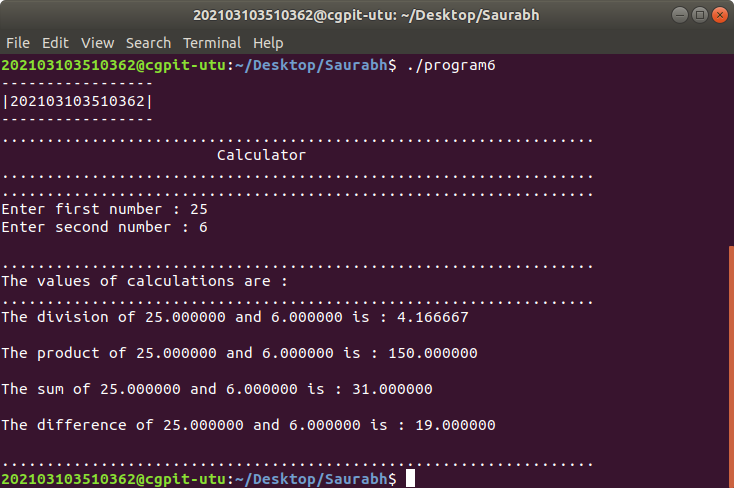 202103103510362@cgpit-utu: ~/Desktop/Saurabh
File Edit View Search Terminal Help
202103103510362@cgpit-utu:~/Desktop/Saurabh$ ./program6
-----------------
|202103103510362|
-----------------
..................................................................
Calculator
..................................................................
..................................................................
Enter first number : 25
Enter second number : 6
..................................................................
The values of calculations are :
..................................................................
The division of 25.000000 and 6.000000 is : 4.166667
The product of 25.000000 and 6.000000 is : 150.000000
The sum of 25.000000 and 6.000000 is : 31.000000
The difference of 25.000000 and 6.000000 is : 19.000000
..................................................................
202103103510362@cgpit-utu:~/Desktop/Saurabh$